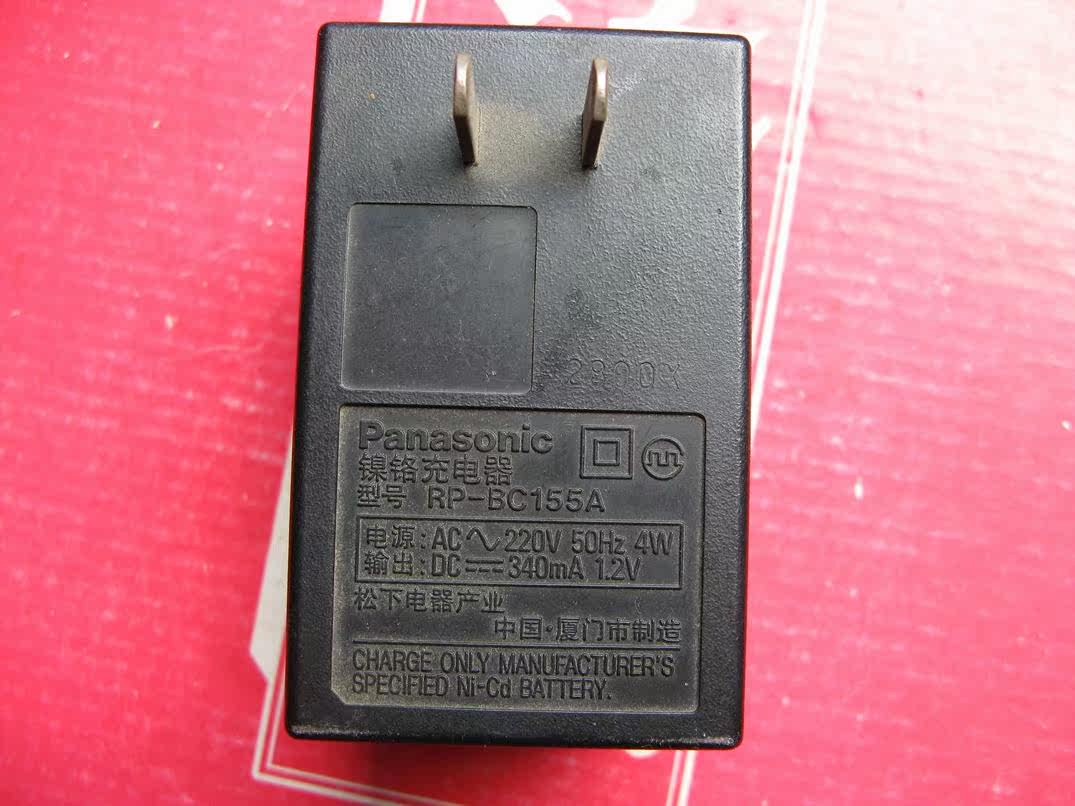 Panasonic
镍铬充电器
型号 RP-BC155A
电源:AC 220V 50Hz 4W
输出:DC 340mA 1.2V
松下电器产业
中国·厦门市制造
CHARGE ONLY MANUFACTURER'S
SPECIFIED Ni-Cd BATTERY.